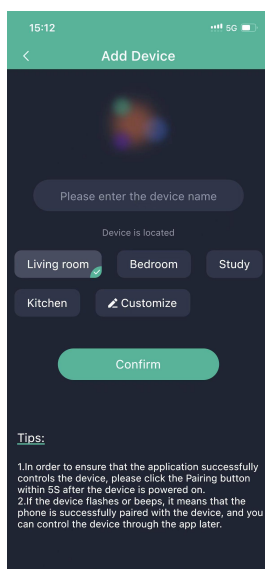 15:12 5G
Add Device
Please enter the device name
Device is located
Living room Bedroom Study
Kitchen Customize
Confirm
Tips:
1.In order to ensure that the application successfully
controls the device, please click the Pairing button
within 5S after the device is powered on.
2.If the device flashes or beeps, it means that the
phone is successfully paired with the device, and you
can control the device through the app later.